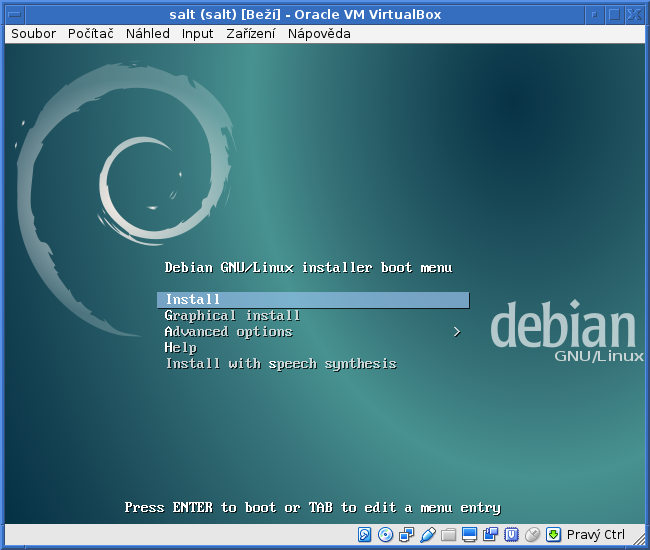 salt (salt) [Beží] - Oracle VM VirtualBox
Soubor Počítač Náhled Input Zařízení Nápověda
Debian GNU/Linux installer boot menu
Install
Graphical install
Advanced options >
Help
Install with speech synthesis
debian
GNU/Linux
Press ENTER to boot or TAB to edit a menu entry
Pravý Ctrl